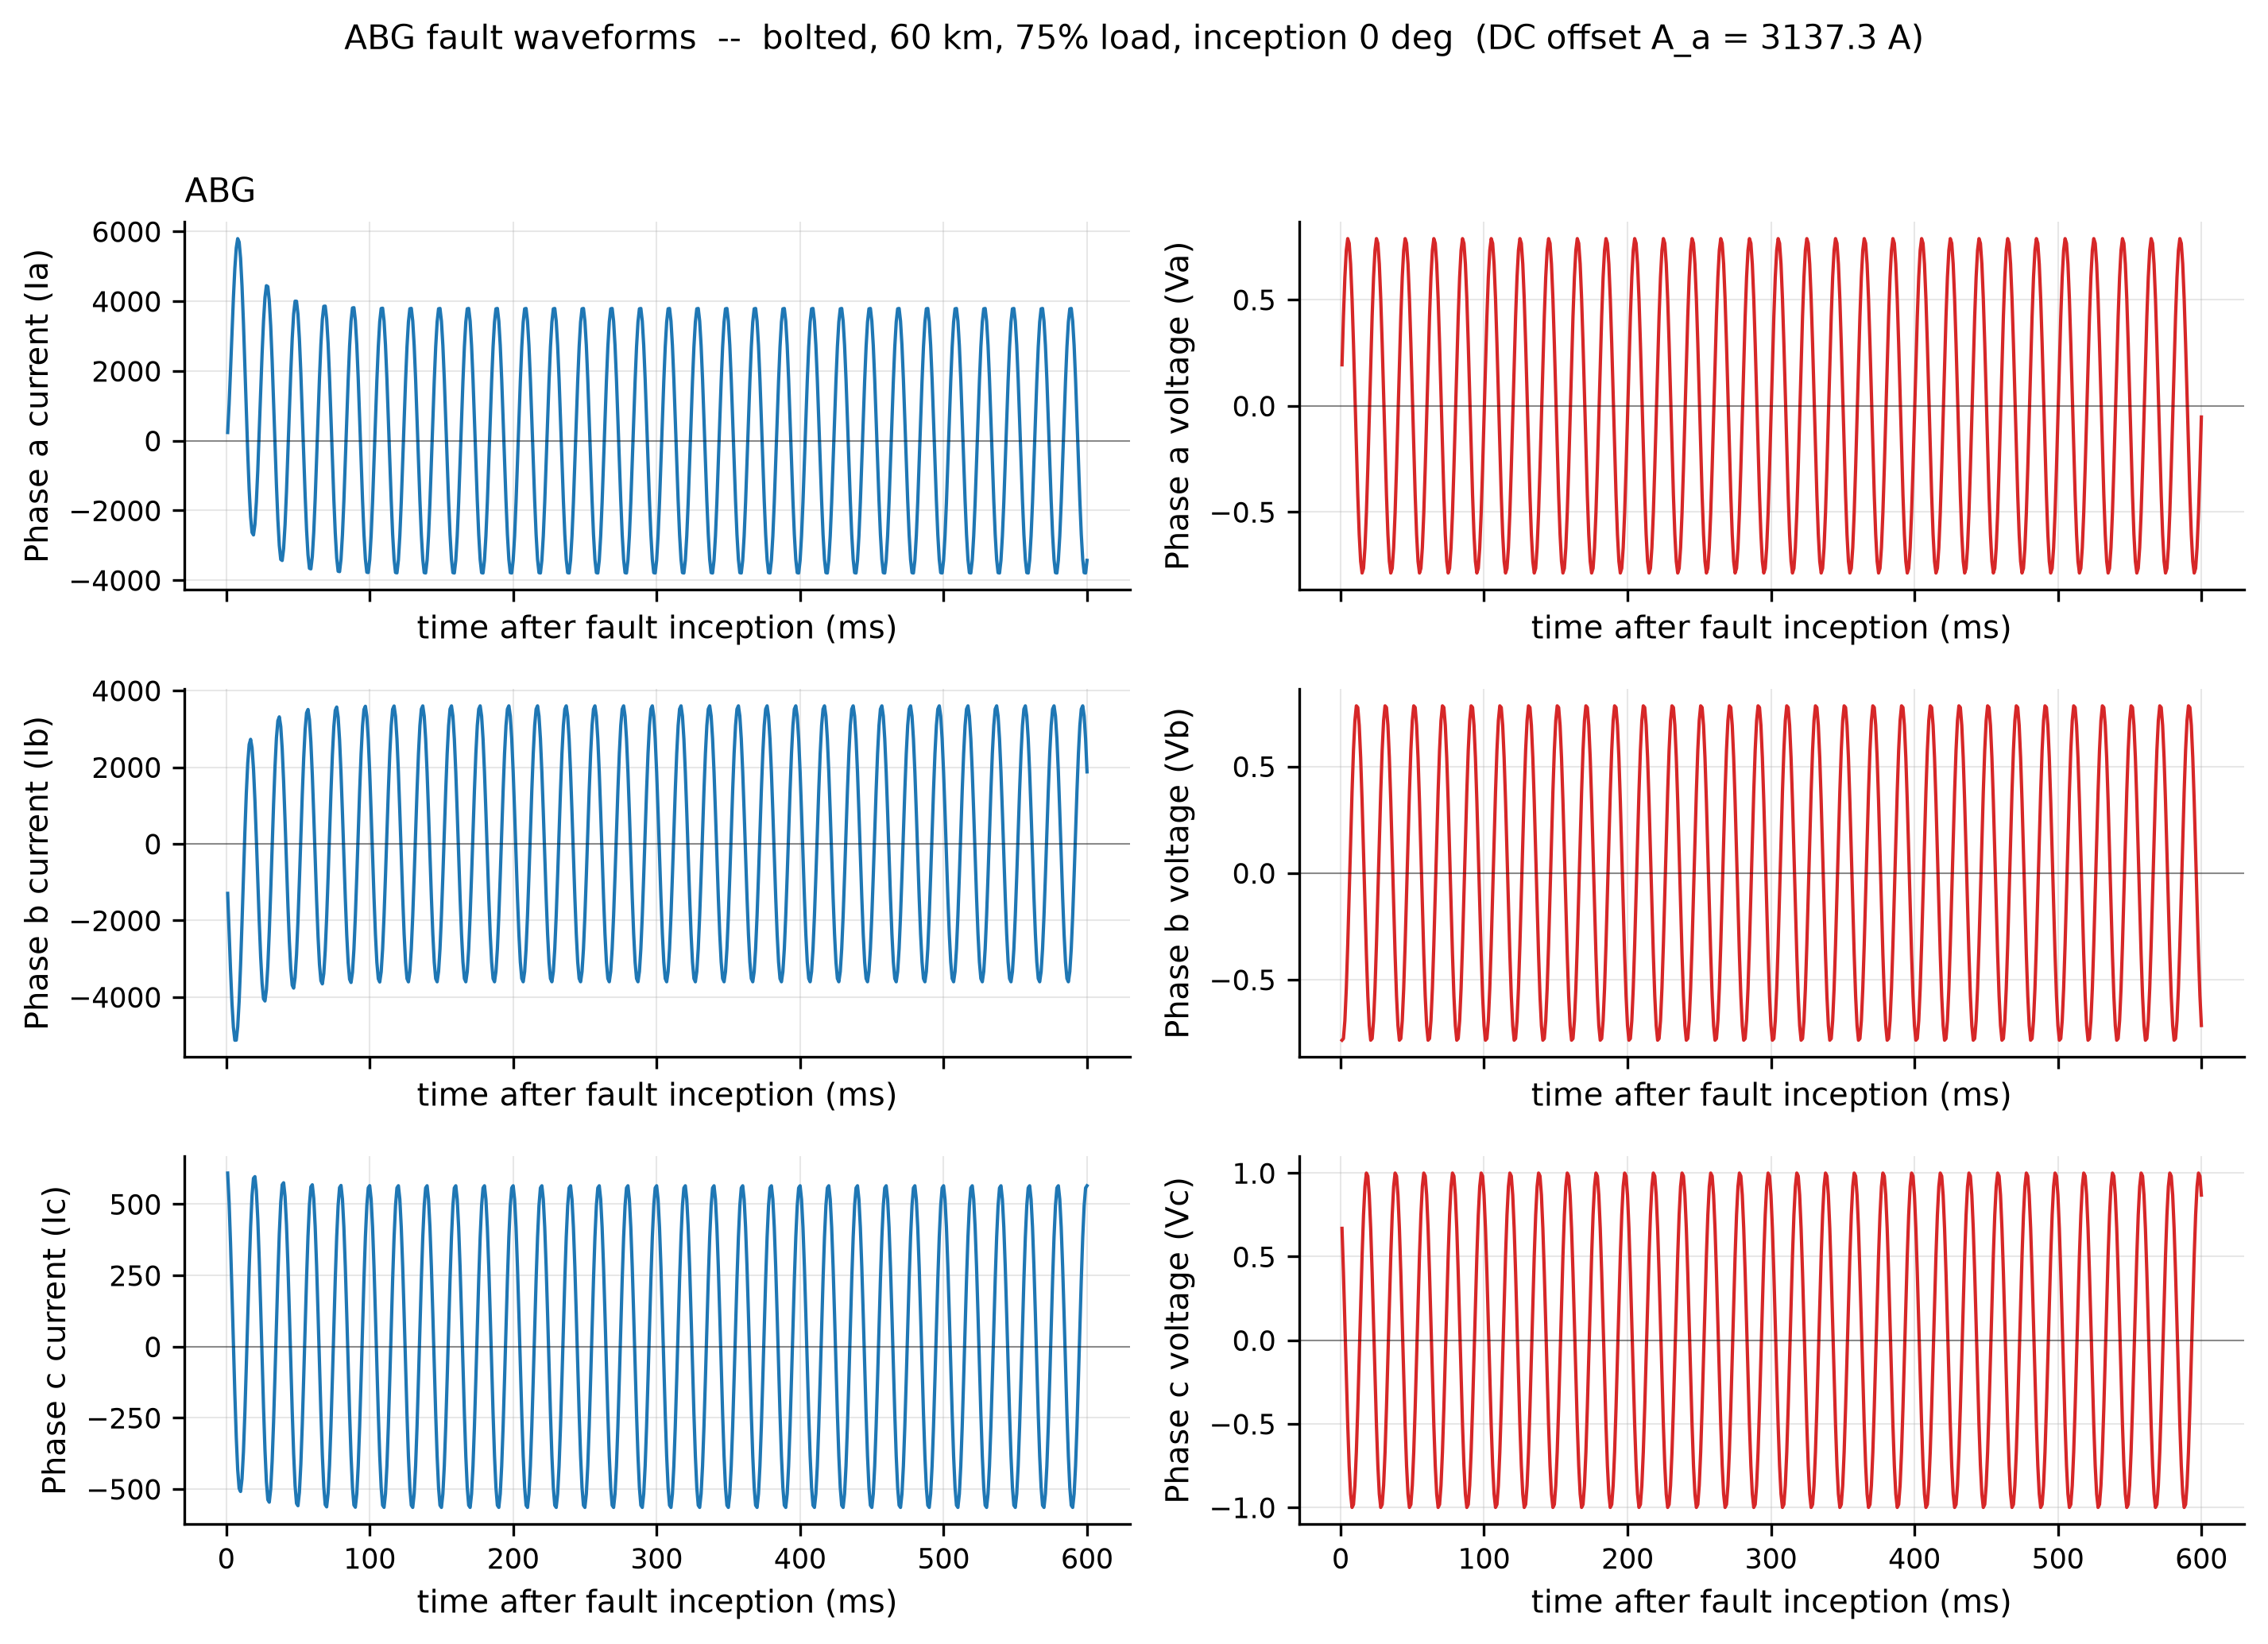 ABG fault waveforms  --  bolted, 60 km, 75% load, inception 0 deg  (DC offset A_a = 3137.3 A)
ABG
Phase a current (Ia)
6000
4000
2000
0
−2000
−4000
time after fault inception (ms)
Phase a voltage (Va)
0.5
0.0
−0.5
time after fault inception (ms)
Phase b current (Ib)
4000
2000
0
−2000
−4000
time after fault inception (ms)
Phase b voltage (Vb)
0.5
0.0
−0.5
time after fault inception (ms)
Phase c current (Ic)
500
250
0
−250
−500
0 100 200 300 400 500 600
time after fault inception (ms)
Phase c voltage (Vc)
1.0
0.5
0.0
−0.5
−1.0
0 100 200 300 400 500 600
time after fault inception (ms)